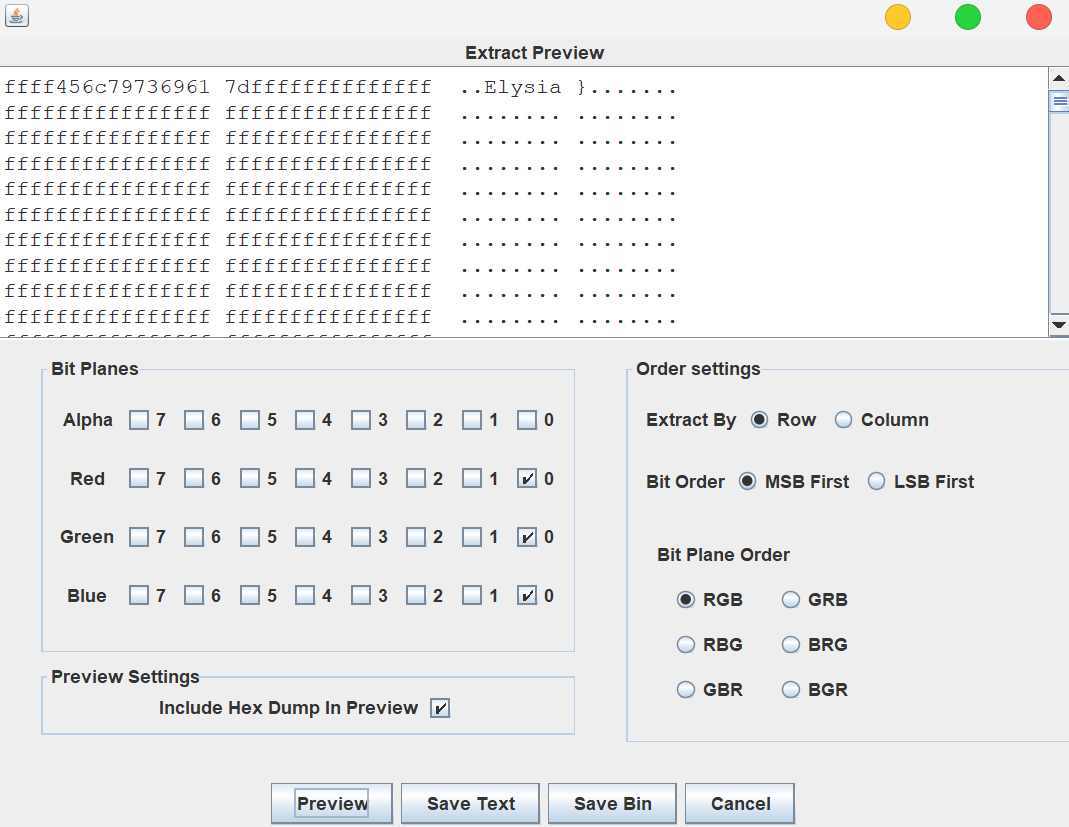 Extract Preview
ffff456c79736961 7dffffffffffffff ..Elysia }.......
ffffffffffffffff ffffffffffffffff ........ ........
ffffffffffffffff ffffffffffffffff ........ ........
ffffffffffffffff ffffffffffffffff ........ ........
ffffffffffffffff ffffffffffffffff ........ ........
ffffffffffffffff ffffffffffffffff ........ ........
ffffffffffffffff ffffffffffffffff ........ ........
ffffffffffffffff ffffffffffffffff ........ ........
ffffffffffffffff ffffffffffffffff ........ ........
ffffffffffffffff ffffffffffffffff ........ ........
Bit Planes
Alpha 7 6 5 4 3 2 1 0
Red 7 6 5 4 3 2 1 0
Green 7 6 5 4 3 2 1 0
Blue 7 6 5 4 3 2 1 0
Preview Settings
Include Hex Dump In Preview
Order settings
Extract By Row Column
Bit Order MSB First LSB First
Bit Plane Order
RGB GRB
RBG BRG
GBR BGR
Preview Save Text Save Bin Cancel